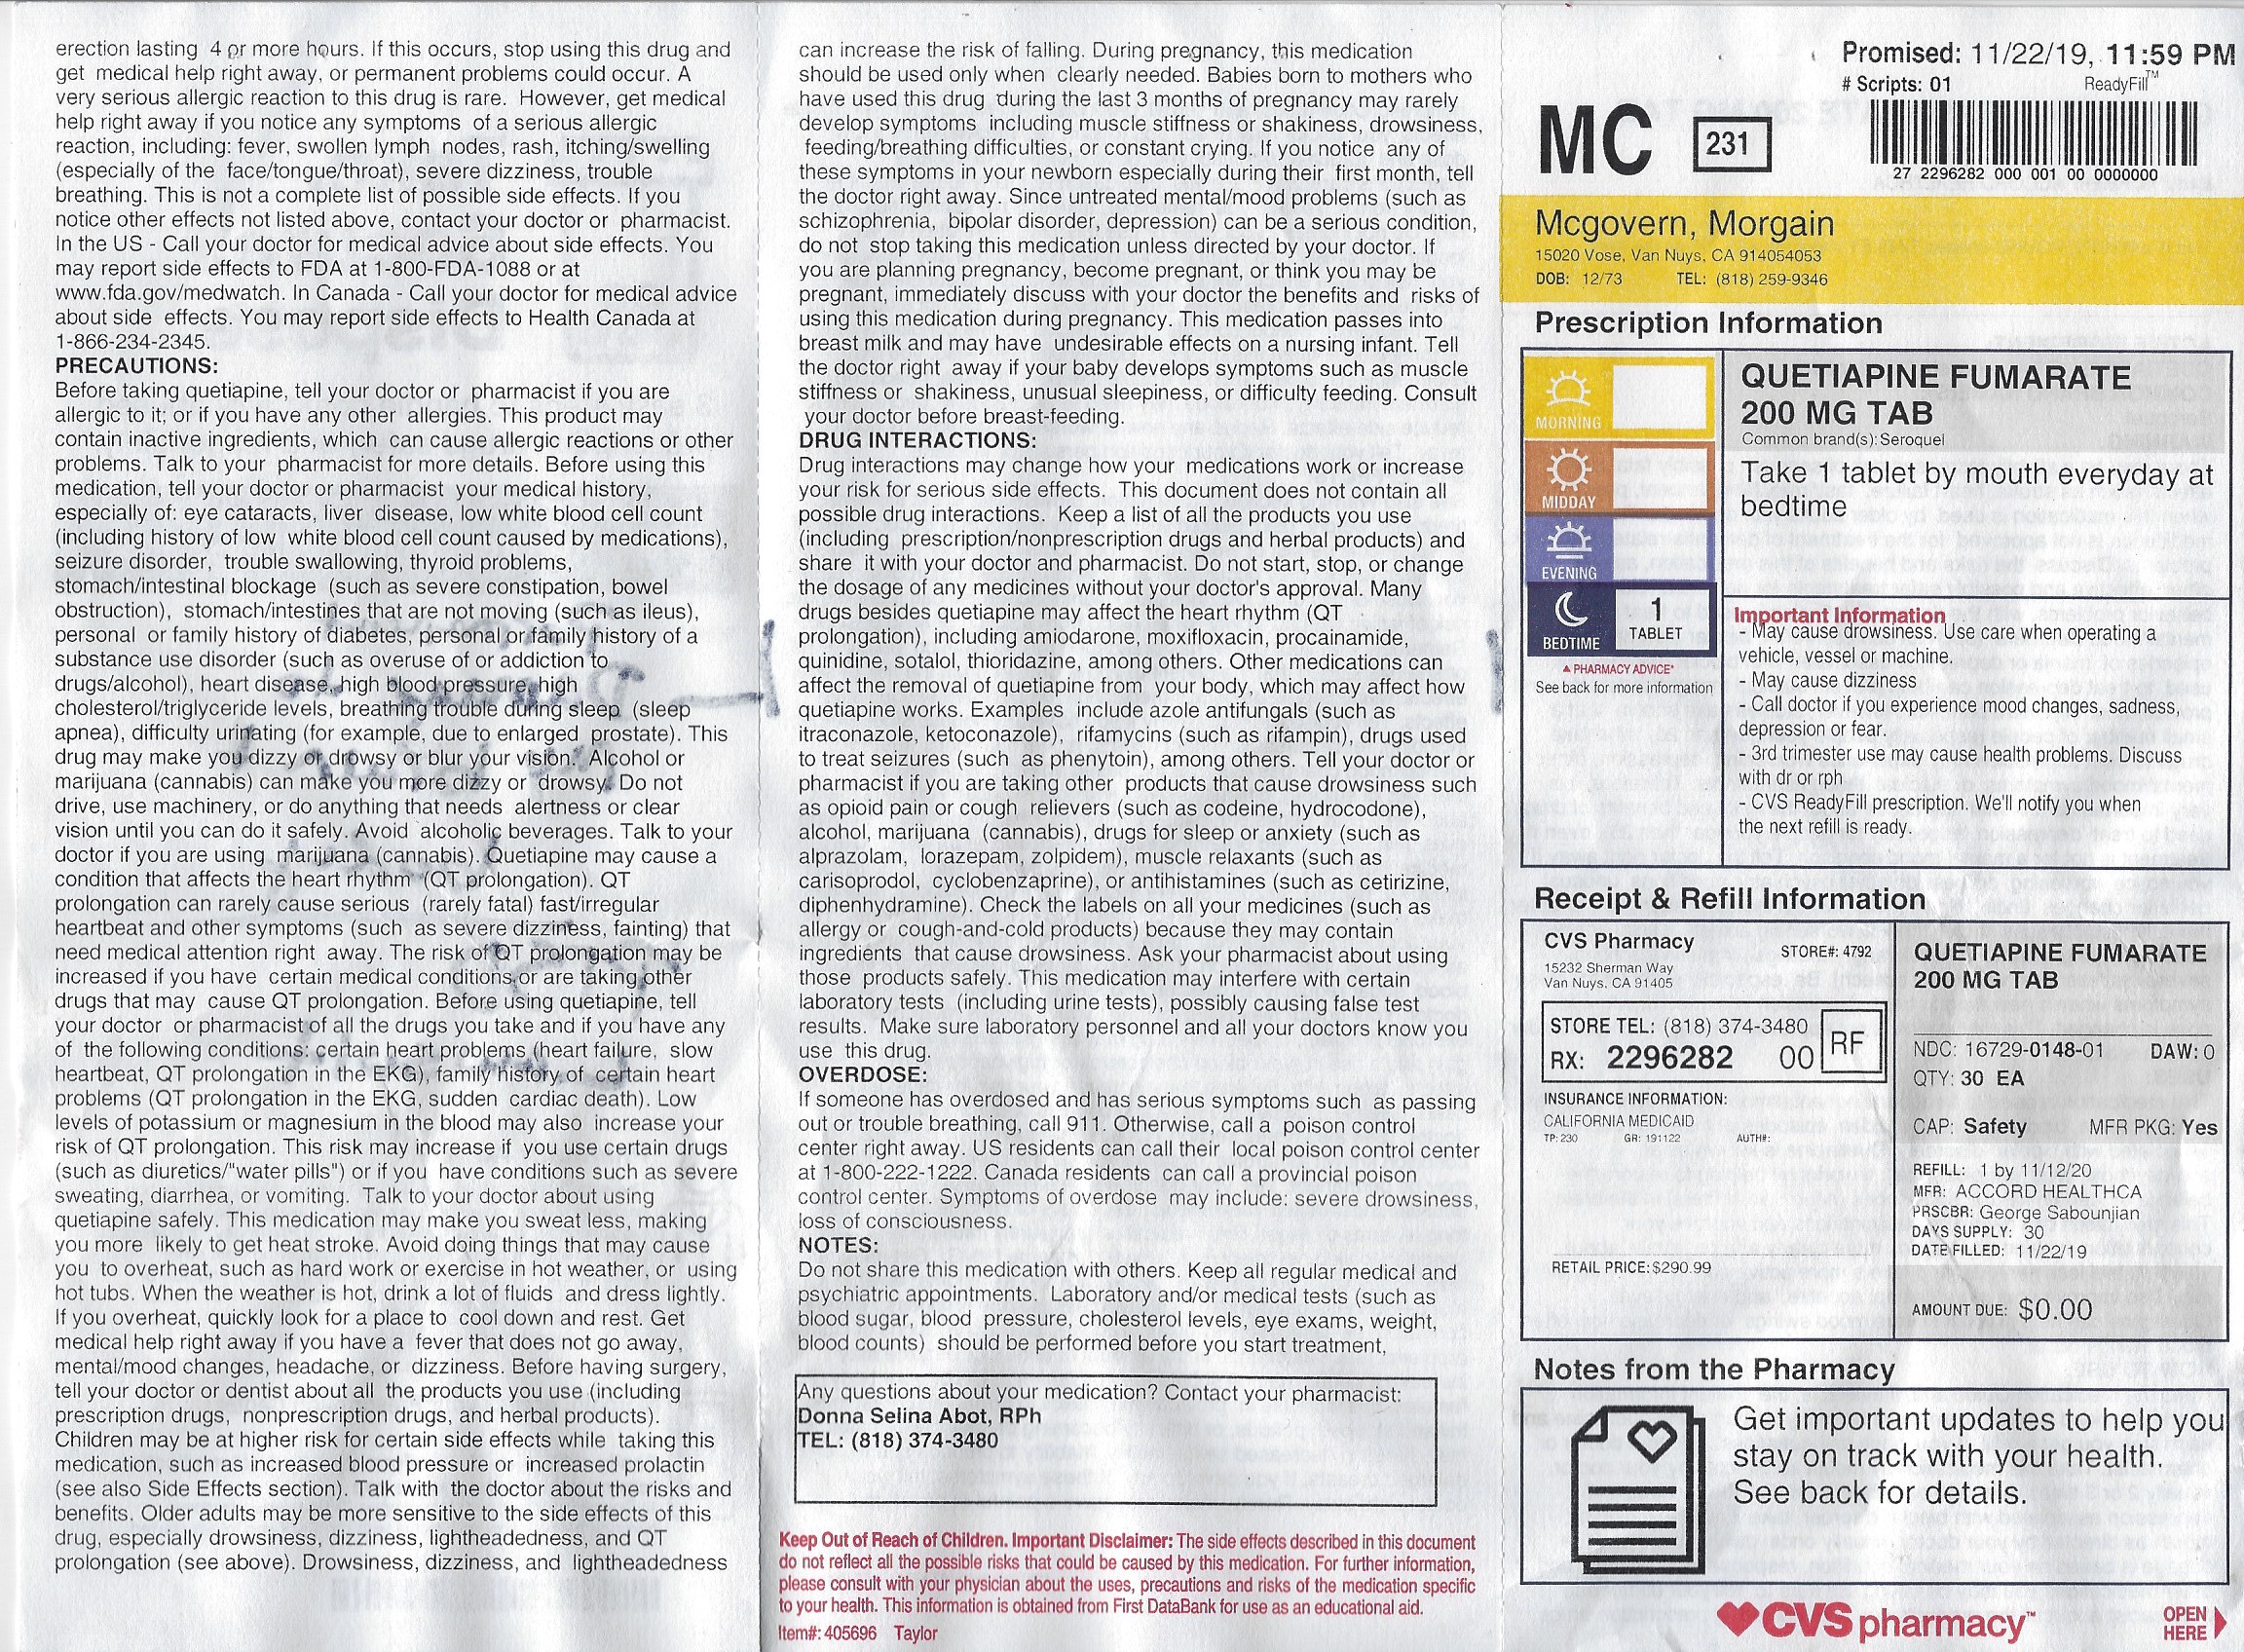 erection lasting 4 or more hours. If this occurs, stop using this drug and
get medical help right away, or permanent problems could occur. A
very serious allergic reaction to this drug is rare. However, get medical
help right away if you notice any symptoms of a serious allergic
reaction, including: fever, swollen lymph nodes, rash, itching/swelling
(especially of the face/tongue/throat), severe dizziness, trouble
breathing. This is not a complete list of possible side effects. If you
notice other effects not listed above, contact your doctor or pharmacist.
In the US - Call your doctor for medical advice about side effects. You
may report side effects to FDA at 1-800-FDA-1088 or at
www.fda.gov/medwatch. In Canada - Call your doctor for medical advice
about side effects. You may report side effects to Health Canada at
1-866-234-2345.
PRECAUTIONS:
Before taking quetiapine, tell your doctor or pharmacist if you are
allergic to it; or if you have any other allergies. This product may
contain inactive ingredients, which can cause allergic reactions or other
problems. Talk to your pharmacist for more details. Before using this
medication, tell your doctor or pharmacist your medical history,
especially of: eye cataracts, liver disease, low white blood cell count
(including history of low white blood cell count caused by medications),
seizure disorder, trouble swallowing, thyroid problems,
stomach/intestinal blockage (such as severe constipation, bowel
obstruction), stomach/intestines that are not moving (such as ileus),
personal or family history of diabetes, personal or family history of a
substance use disorder (such as overuse of or addiction to
drugs/alcohol), heart disease, high blood pressure, high
cholesterol/triglyceride levels, breathing trouble during sleep (sleep
apnea), difficulty urinating (for example, due to enlarged prostate). This
drug may make you dizzy or drowsy or blur your vision. Alcohol or
marijuana (cannabis) can make you more dizzy or drowsy. Do not
drive, use machinery, or do anything that needs alertness or clear
vision until you can do it safely. Avoid alcoholic beverages. Talk to your
doctor if you are using marijuana (cannabis). Quetiapine may cause a
condition that affects the heart rhythm (QT prolongation). QT
prolongation can rarely cause serious (rarely fatal) fast/irregular
heartbeat and other symptoms (such as severe dizziness, fainting) that
need medical attention right away. The risk of QT prolongation may be
increased if you have certain medical conditions or are taking other
drugs that may cause QT prolongation. Before using quetiapine, tell
your doctor or pharmacist of all the drugs you take and if you have any
of the following conditions: certain heart problems (heart failure, slow
heartbeat, QT prolongation in the EKG), family history of certain heart
problems (QT prolongation in the EKG, sudden cardiac death). Low
levels of potassium or magnesium in the blood may also increase your
risk of QT prolongation. This risk may increase if you use certain drugs
(such as diuretics/"water pills") or if you have conditions such as severe
sweating, diarrhea, or vomiting. Talk to your doctor about using
quetiapine safely. This medication may make you sweat less, making
you more likely to get heat stroke. Avoid doing things that may cause
you to overheat, such as hard work or exercise in hot weather, or using
hot tubs. When the weather is hot, drink a lot of fluids and dress lightly.
If you overheat, quickly look for a place to cool down and rest. Get
medical help right away if you have a fever that does not go away,
mental/mood changes, headache, or dizziness. Before having surgery,
tell your doctor or dentist about all the products you use (including
prescription drugs, nonprescription drugs, and herbal products).
Children may be at higher risk for certain side effects while taking this
medication, such as increased blood pressure or increased prolactin
(see also Side Effects section). Talk with the doctor about the risks and
benefits. Older adults may be more sensitive to the side effects of this
drug, especially drowsiness, dizziness, lightheadedness, and QT
prolongation (see above). Drowsiness, dizziness, and lightheadedness
can increase the risk of falling. During pregnancy, this medication
should be used only when clearly needed. Babies born to mothers who
have used this drug during the last 3 months of pregnancy may rarely
develop symptoms including muscle stiffness or shakiness, drowsiness,
feeding/breathing difficulties, or constant crying. If you notice any of
these symptoms in your newborn especially during their first month, tell
the doctor right away. Since untreated mental/mood problems (such as
schizophrenia, bipolar disorder, depression) can be a serious condition,
do not stop taking this medication unless directed by your doctor. If
you are planning pregnancy, become pregnant, or think you may be
pregnant, immediately discuss with your doctor the benefits and risks of
using this medication during pregnancy. This medication passes into
breast milk and may have undesirable effects on a nursing infant. Tell
the doctor right away if your baby develops symptoms such as muscle
stiffness or shakiness, unusual sleepiness, or difficulty feeding. Consult
your doctor before breast-feeding.
DRUG INTERACTIONS:
Drug interactions may change how your medications work or increase
your risk for serious side effects. This document does not contain all
possible drug interactions. Keep a list of all the products you use
(including prescription/nonprescription drugs and herbal products) and
share it with your doctor and pharmacist. Do not start, stop, or change
the dosage of any medicines without your doctor's approval. Many
drugs besides quetiapine may affect the heart rhythm (QT
prolongation), including amiodarone, moxifloxacin, procainamide,
quinidine, sotalol, thioridazine, among others. Other medications can
affect the removal of quetiapine from your body, which may affect how
quetiapine works. Examples include azole antifungals (such as
itraconazole, ketoconazole), rifamycins (such as rifampin), drugs used
to treat seizures (such as phenytoin), among others. Tell your doctor or
pharmacist if you are taking other products that cause drowsiness such
as opioid pain or cough relievers (such as codeine, hydrocodone),
alcohol, marijuana (cannabis), drugs for sleep or anxiety (such as
alprazolam, lorazepam, zolpidem), muscle relaxants (such as
carisoprodol, cyclobenzaprine), or antihistamines (such as cetirizine,
diphenhydramine). Check the labels on all your medicines (such as
allergy or cough-and-cold products) because they may contain
ingredients that cause drowsiness. Ask your pharmacist about using
those products safely. This medication may interfere with certain
laboratory tests (including urine tests), possibly causing false test
results. Make sure laboratory personnel and all your doctors know you
use this drug.
OVERDOSE:
If someone has overdosed and has serious symptoms such as passing
out or trouble breathing, call 911. Otherwise, call a poison control
center right away. US residents can call their local poison control center
at 1-800-222-1222. Canada residents can call a provincial poison
control center. Symptoms of overdose may include: severe drowsiness,
loss of consciousness.
NOTES:
Do not share this medication with others. Keep all regular medical and
psychiatric appointments. Laboratory and/or medical tests (such as
blood sugar, blood pressure, cholesterol levels, eye exams, weight,
blood counts) should be performed before you start treatment,
Any questions about your medication? Contact your pharmacist:
Donna Selina Abot, RPh
TEL: (818) 374-3480
Keep Out of Reach of Children. Important Disclaimer: The side effects described in this document
do not reflect all the possible risks that could be caused by this medication. For further information,
please consult with your physician about the uses, precautions and risks of the medication specific
to your health. This information is obtained from First DataBank for use as an educational aid.
Item#: 405696 Taylor
Promised: 11/22/19, 11:59 PM
# Scripts: 01 ReadyFill™
MC 231
27 2296282 000 001 00 0000000
Mcgovern, Morgain
15020 Vose, Van Nuys, CA 914054053
DOB: 12/73 TEL: (818) 259-9346
Prescription Information
MORNING
MIDDAY
EVENING
BEDTIME
1
TABLET
▲ PHARMACY ADVICE*
See back for more information
QUETIAPINE FUMARATE
200 MG TAB
Common brand(s): Seroquel
Take 1 tablet by mouth everyday at
bedtime
Important Information
- May cause drowsiness. Use care when operating a
vehicle, vessel or machine.
- May cause dizziness
- Call doctor if you experience mood changes, sadness,
depression or fear.
- 3rd trimester use may cause health problems. Discuss
with dr or rph
- CVS ReadyFill prescription. We'll notify you when
the next refill is ready.
Receipt & Refill Information
CVS Pharmacy STORE#: 4792
15232 Sherman Way
Van Nuys, CA 91405
STORE TEL: (818) 374-3480
RX: 2296282 00 RF
INSURANCE INFORMATION:
CALIFORNIA MEDICAID
TP: 230 GR: 191122 AUTH#:
RETAIL PRICE: $290.99
QUETIAPINE FUMARATE
200 MG TAB
NDC: 16729-0148-01 DAW: 0
QTY: 30 EA
CAP: Safety MFR PKG: Yes
REFILL: 1 by 11/12/20
MFR: ACCORD HEALTHCA
PRSCBR: George Sabounjian
DAYS SUPPLY: 30
DATE FILLED: 11/22/19
AMOUNT DUE: $0.00
Notes from the Pharmacy
Get important updates to help you
stay on track with your health.
See back for details.
CVS pharmacy™
OPEN
HERE